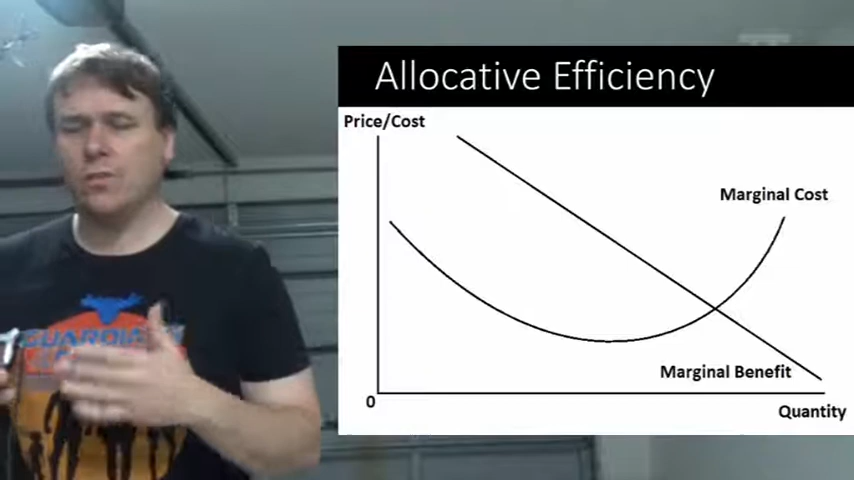 Allocative Efficiency
Price/Cost
Marginal Cost
Marginal Benefit
0
Quantity